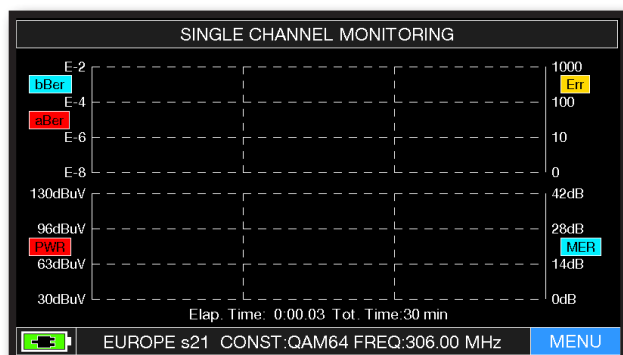 SINGLE CHANNEL MONITORING
E-2 1000
bBer Err
E-4 100
aBer
E-6 10
E-8 0
130dBuV 42dB
96dBuV 28dB
PWR MER
63dBuV 14dB
30dBuV 0dB
Elap. Time: 0:00.03 Tot. Time:30 min
EUROPE s21 CONST:QAM64 FREQ:306.00 MHz MENU